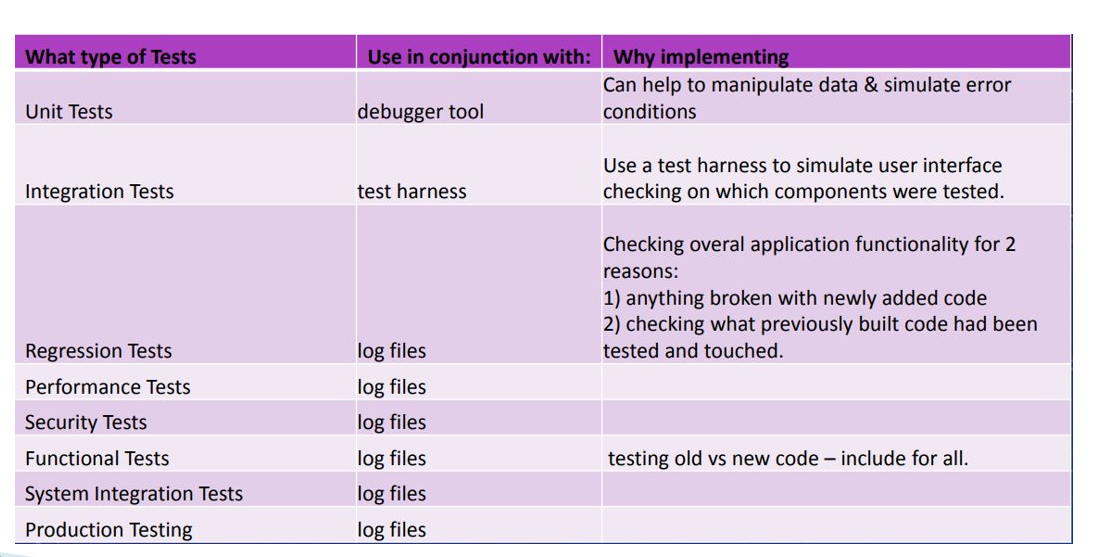 What type of Tests Use in conjunction with: Why implementing
Can help to manipulate data & simulate error
Unit Tests debugger tool conditions
Use a test harness to simulate user interface
Integration Tests test harness checking on which components were tested.
Checking overal application functionality for 2
reasons:
1) anything broken with newly added code
2) checking what previously built code had been
Regression Tests log files tested and touched.
Performance Tests log files
Security Tests log files
Functional Tests log files testing old vs new code – include for all.
System Integration Tests log files
Production Testing log files